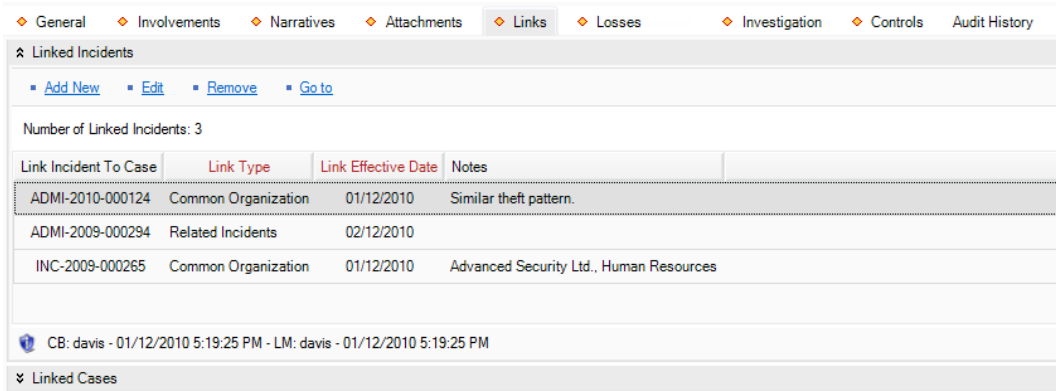 General Involvements Narratives Attachments Links Losses Investigation Controls Audit History
Linked Incidents
Add New Edit Remove Go to
Number of Linked Incidents: 3
Link Incident To Case Link Type Link Effective Date Notes
ADMI-2010-000124 Common Organization 01/12/2010 Similar theft pattern.
ADMI-2009-000294 Related Incidents 02/12/2010
INC-2009-000265 Common Organization 01/12/2010 Advanced Security Ltd., Human Resources
CB: davis - 01/12/2010 5:19:25 PM - LM: davis - 01/12/2010 5:19:25 PM
Linked Cases